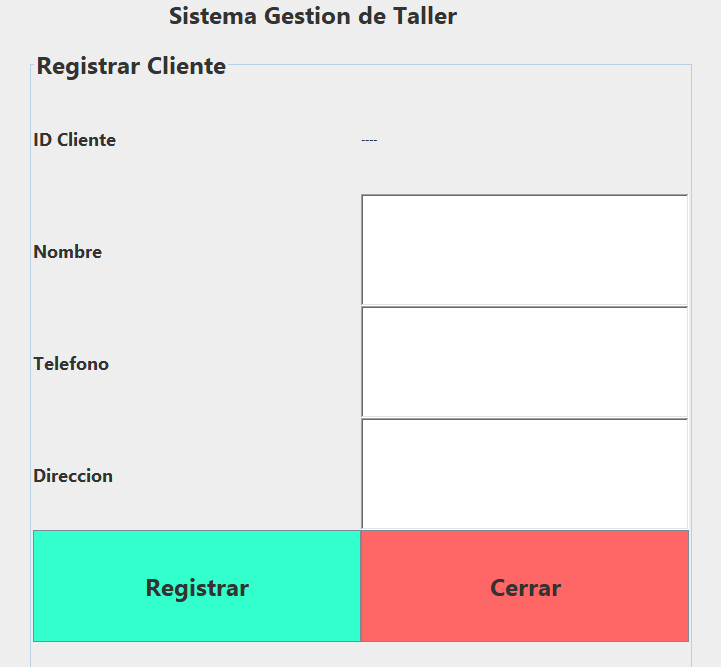 Sistema Gestion de Taller
Registrar Cliente
ID Cliente ----
Nombre
Telefono
Direccion
Registrar Cerrar